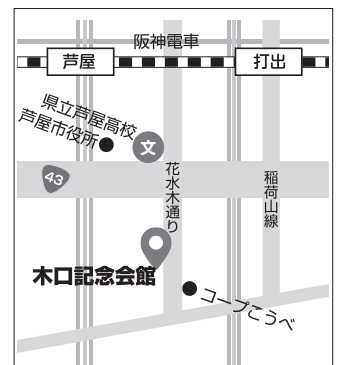 阪神電車
芦屋
打出
県立芦屋高校
芦屋市役所
文
43
花水木通り
稲荷山線
木口記念会館
コープこうべ